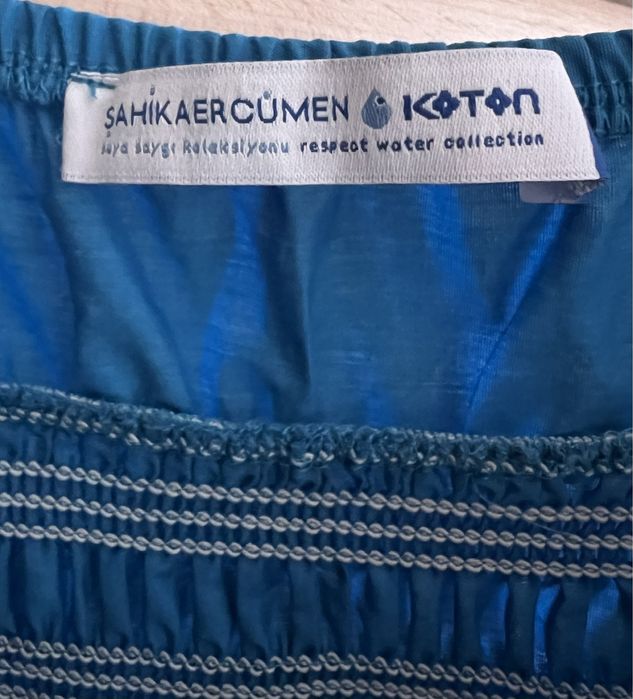 ŞAHİKAERCÜMEN KOTON
suya saygı koleksiyonu respect water collection